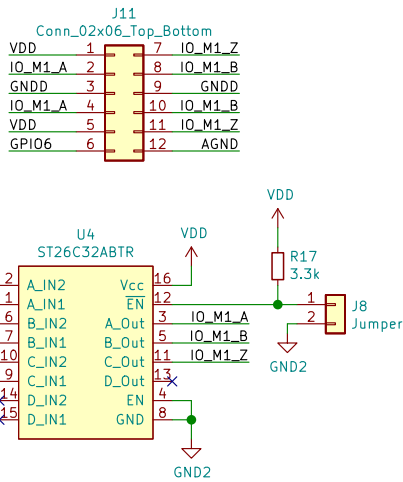 J11
Conn_02x06_Top_Bottom
VDD 1 7 IO_M1_Z
IO_M1_A 2 8 IO_M1_B
GNDD 3 9 GNDD
IO_M1_A 4 10 IO_M1_B
VDD 5 11 IO_M1_Z
GPIO6 6 12 AGND
VDD
U4
ST26C32ABTR
VDD
R17
3.3k
2 A_IN2 Vcc 16
1 A_IN1 EN 12
6 B_IN2 A_Out 3 IO_M1_A
7 B_IN1 B_Out 5 IO_M1_B
10 C_IN2 C_Out 11 IO_M1_Z
9 C_IN1 D_Out 13
14 D_IN2 EN 4
15 D_IN1 GND 8
1 J8
2 Jumper
GND2
GND2